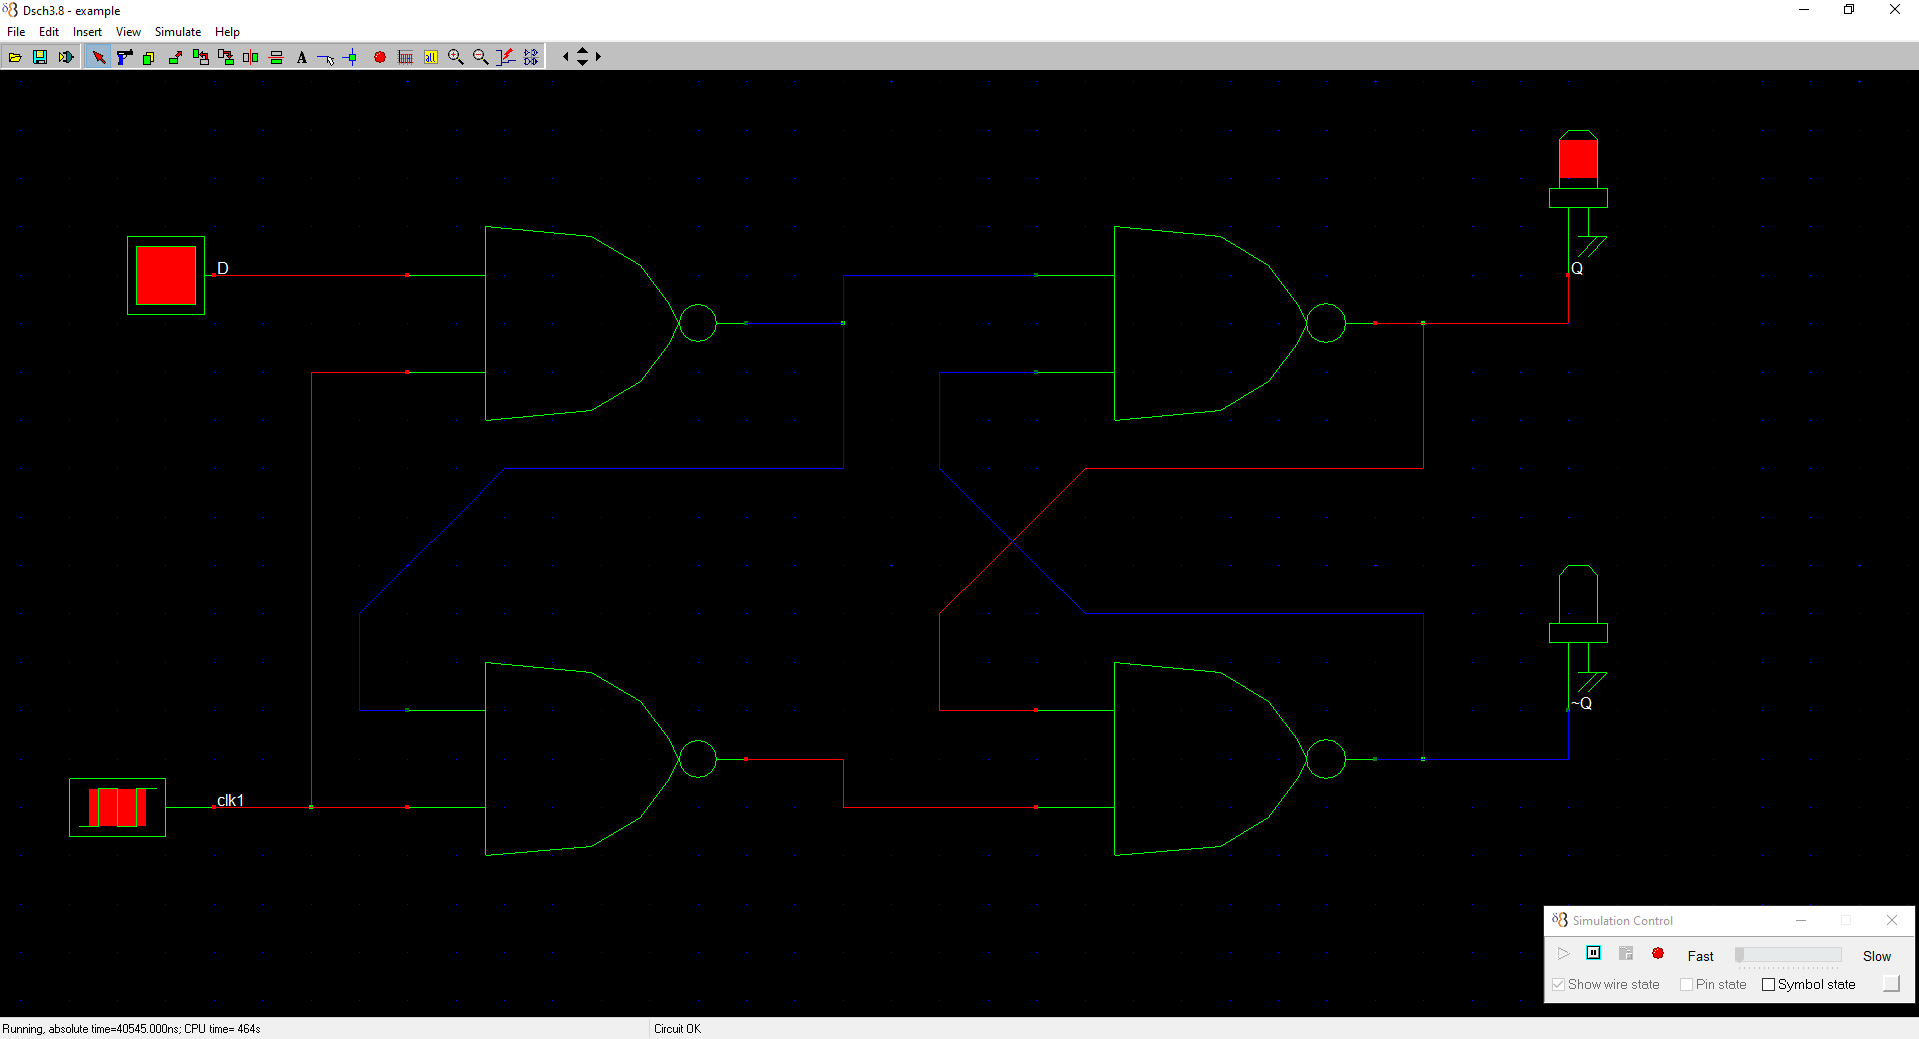 Dsch3.8 - example
File Edit Insert View Simulate Help
A
all
D
Q
~Q
clk1
Simulation Control
Fast Slow
Show wire state Pin state Symbol state
Running, absolute time=40545.000ns; CPU time= 464s
Circuit OK